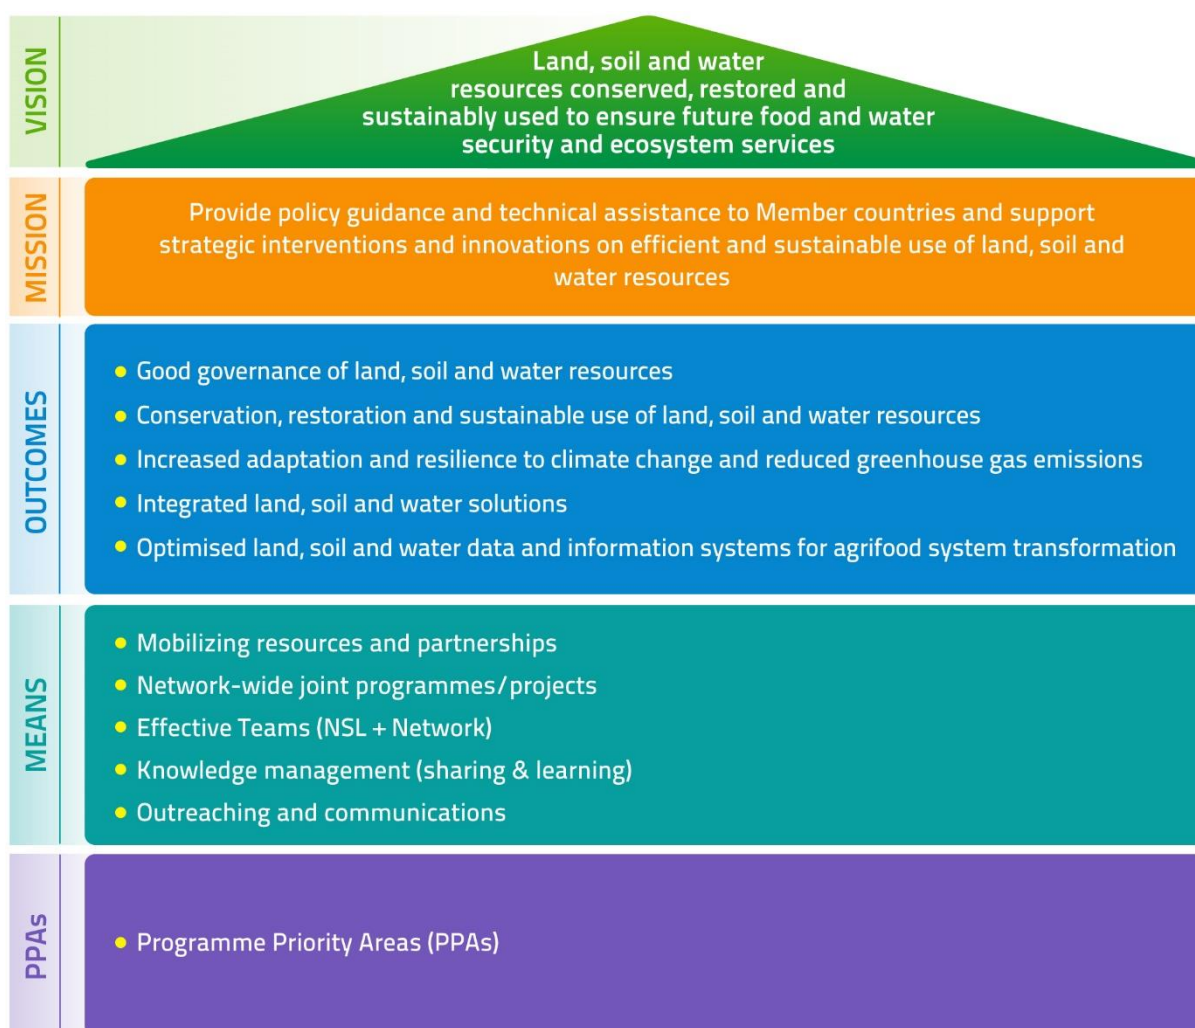 VISION
Land, soil and water
resources conserved, restored and
sustainably used to ensure future food and water
security and ecosystem services
MISSION
Provide policy guidance and technical assistance to Member countries and support
strategic interventions and innovations on efficient and sustainable use of land, soil and
water resources
OUTCOMES
• Good governance of land, soil and water resources
• Conservation, restoration and sustainable use of land, soil and water resources
• Increased adaptation and resilience to climate change and reduced greenhouse gas emissions
• Integrated land, soil and water solutions
• Optimised land, soil and water data and information systems for agrifood system transformation
MEANS
• Mobilizing resources and partnerships
• Network-wide joint programmes/projects
• Effective Teams (NSL + Network)
• Knowledge management (sharing & learning)
• Outreaching and communications
PPAs
• Programme Priority Areas (PPAs)